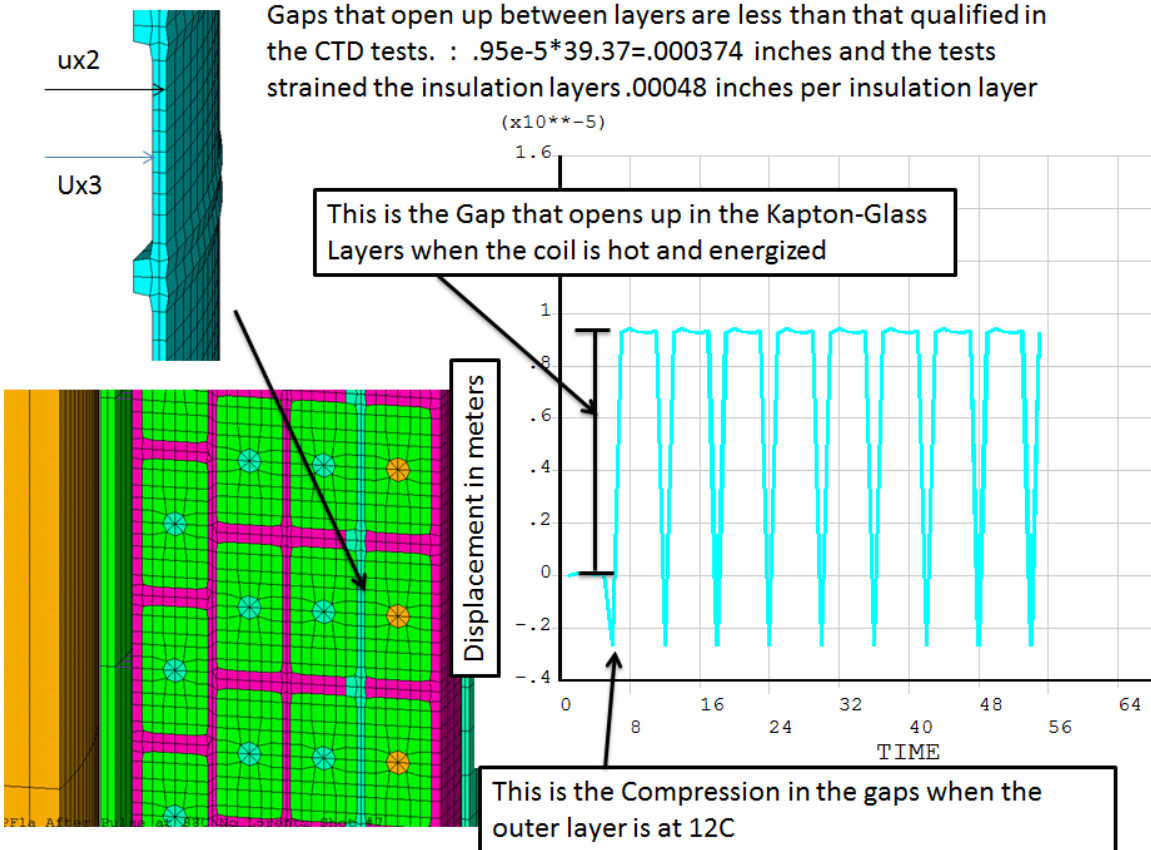 Gaps that open up between layers are less than that qualified in
the CTD tests. : .95e-5*39.37=.000374 inches and the tests
strained the insulation layers .00048 inches per insulation layer
ux2
Ux3
(x10**-5)
1.6
This is the Gap that opens up in the Kapton-Glass
Layers when the coil is hot and energized
1
.8
.6
.4
.2
0
-.2
-.4
Displacement in meters
0
16
32
48
64
8
24
40
56
TIME
This is the Compression in the gaps when the
outer layer is at 12C
PF1a After Pulse at